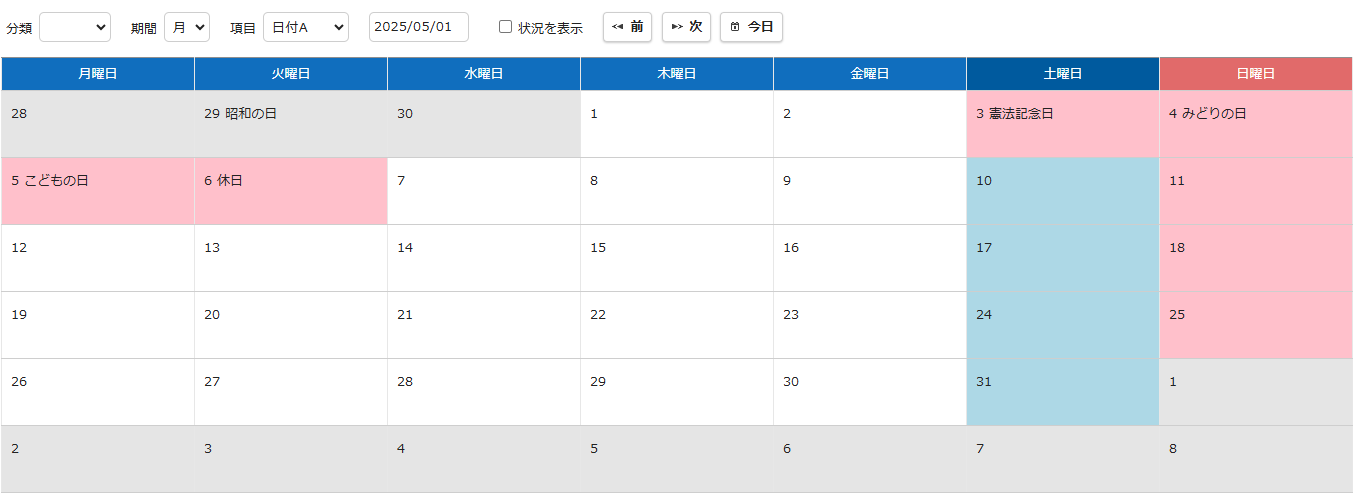 分類 期間 月 項目 日付A 2025/05/01 状況を表示 前 次 今日
月曜日 火曜日 水曜日 木曜日 金曜日 土曜日 日曜日
28 29 昭和の日 30 1 2 3 憲法記念日 4 みどりの日
5 こどもの日 6 休日 7 8 9 10 11
12 13 14 15 16 17 18
19 20 21 22 23 24 25
26 27 28 29 30 31 1
2 3 4 5 6 7 8